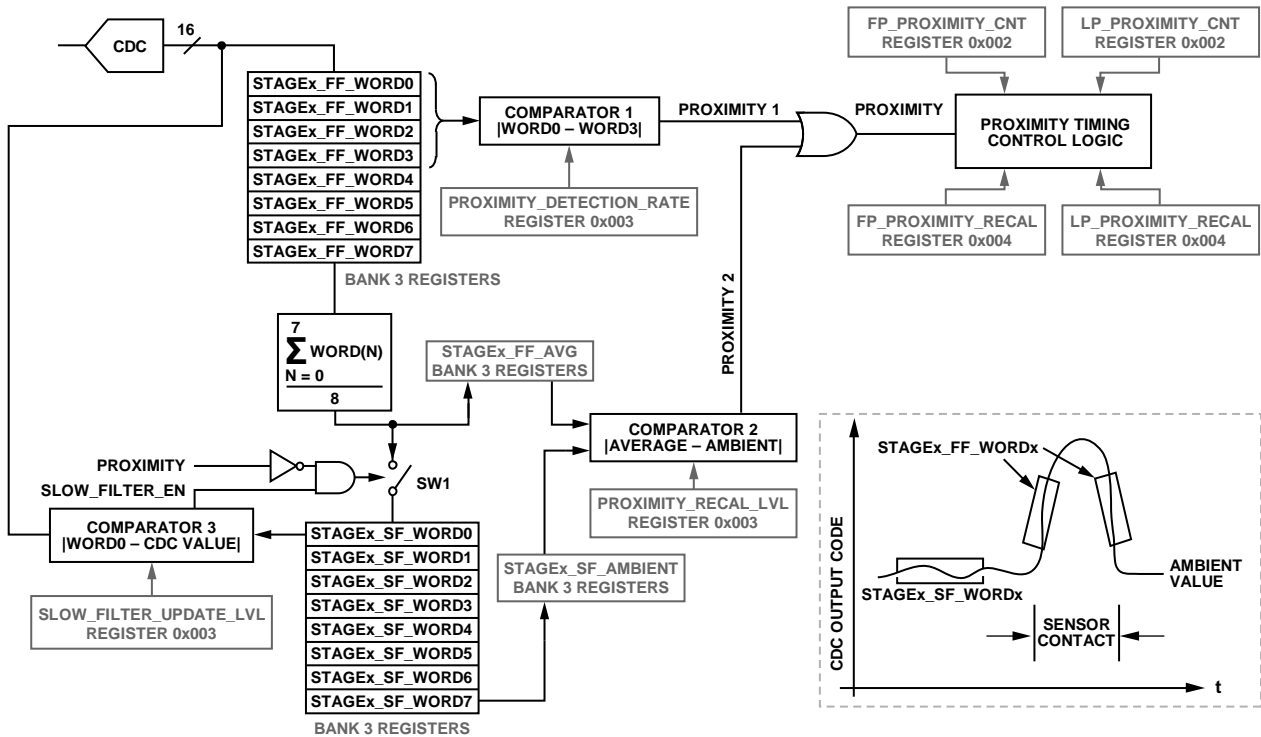 CDC
16
STAGEx_FF_WORD0
STAGEx_FF_WORD1
STAGEx_FF_WORD2
STAGEx_FF_WORD3
STAGEx_FF_WORD4
STAGEx_FF_WORD5
STAGEx_FF_WORD6
STAGEx_FF_WORD7
BANK 3 REGISTERS
COMPARATOR 1
|WORD0 – WORD3|
PROXIMITY_DETECTION_RATE
REGISTER 0x003
PROXIMITY 1
PROXIMITY
FP_PROXIMITY_CNT
REGISTER 0x002
LP_PROXIMITY_CNT
REGISTER 0x002
PROXIMITY TIMING
CONTROL LOGIC
FP_PROXIMITY_RECAL
REGISTER 0x004
LP_PROXIMITY_RECAL
REGISTER 0x004
PROXIMITY 2
7
Σ WORD(N)
N = 0
8
STAGEx_FF_AVG
BANK 3 REGISTERS
COMPARATOR 2
|AVERAGE – AMBIENT|
PROXIMITY_RECAL_LVL
REGISTER 0x003
PROXIMITY
SLOW_FILTER_EN
SW1
COMPARATOR 3
|WORD0 – CDC VALUE|
SLOW_FILTER_UPDATE_LVL
REGISTER 0x003
STAGEx_SF_WORD0
STAGEx_SF_WORD1
STAGEx_SF_WORD2
STAGEx_SF_WORD3
STAGEx_SF_WORD4
STAGEx_SF_WORD5
STAGEx_SF_WORD6
STAGEx_SF_WORD7
BANK 3 REGISTERS
STAGEx_SF_AMBIENT
BANK 3 REGISTERS
CDC OUTPUT CODE
STAGEx_FF_WORDx
STAGEx_SF_WORDx
AMBIENT
VALUE
SENSOR
CONTACT
t